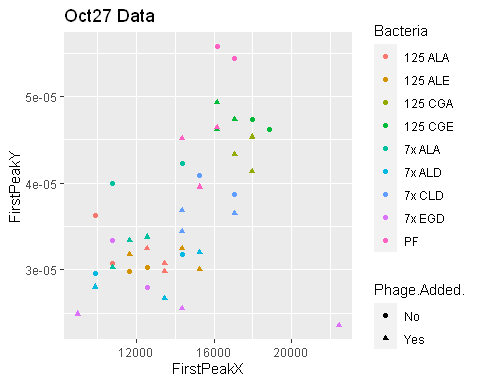 Oct27 Data
FirstPeakY
5e-05
4e-05
3e-05
12000
16000
20000
FirstPeakX
Bacteria
125 ALA
125 ALE
125 CGA
125 CGE
7x ALA
7x ALD
7x CLD
7x EGD
PF
Phage.Added.
No
Yes